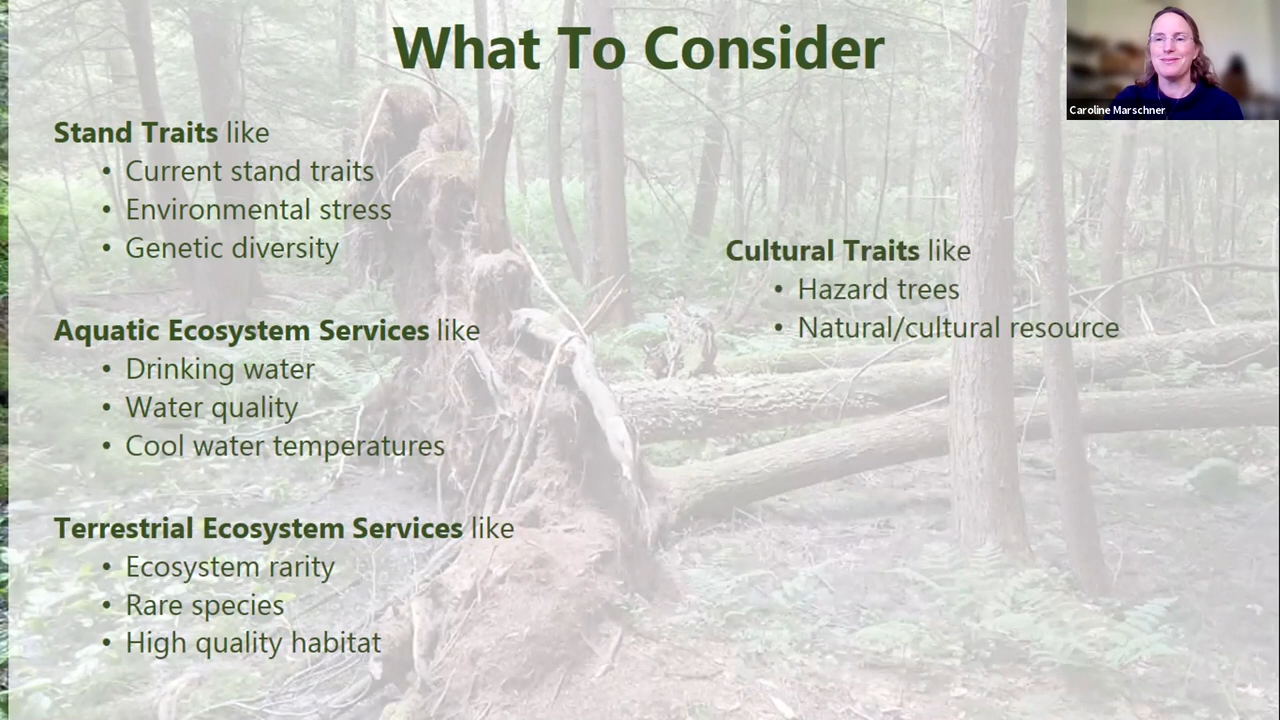 What To Consider
Caroline Marschner
Stand Traits like
• Current stand traits
• Environmental stress
• Genetic diversity
Aquatic Ecosystem Services like
• Drinking water
• Water quality
• Cool water temperatures
Terrestrial Ecosystem Services like
• Ecosystem rarity
• Rare species
• High quality habitat
Cultural Traits like
• Hazard trees
• Natural/cultural resource